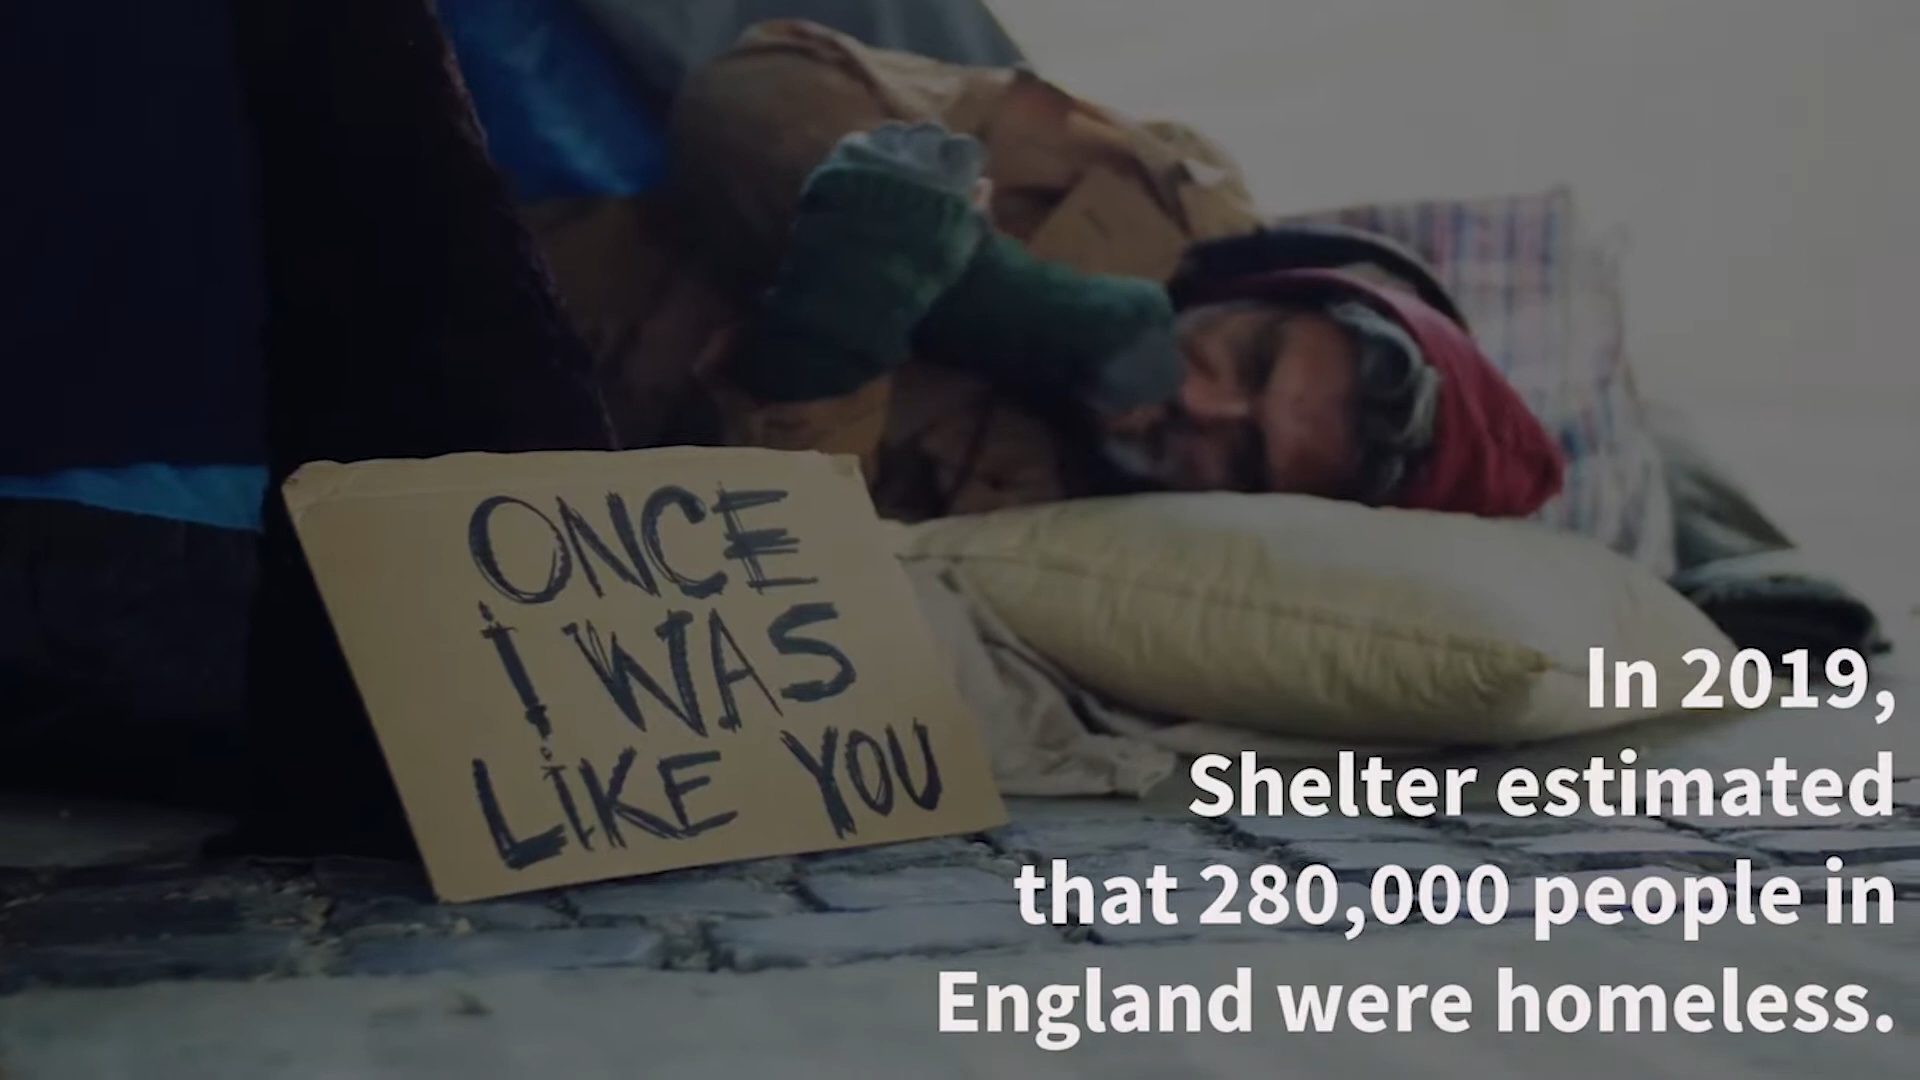 ONCE
I WAS
LIKE YOU
In 2019,
Shelter estimated
that 280,000 people in
England were homeless.